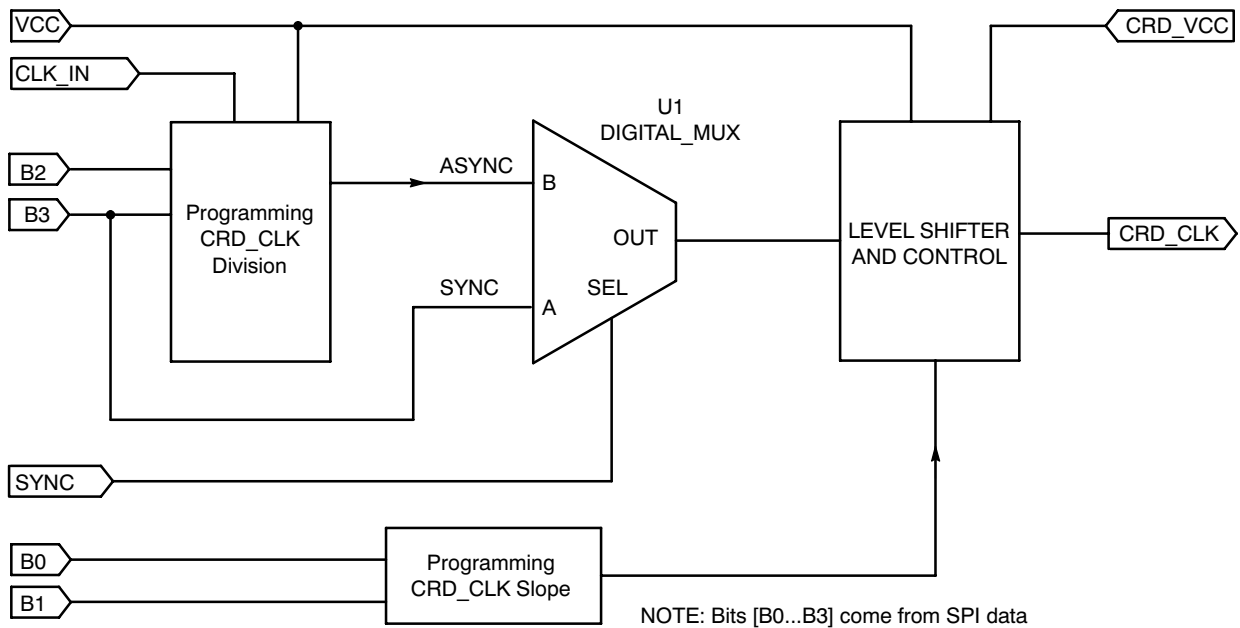 VCC
CRD_VCC
CLK_IN
U1
DIGITAL_MUX
B2
ASYNC
B
B3
Programming
CRD_CLK
Division
OUT
LEVEL SHIFTER
AND CONTROL
CRD_CLK
SYNC
SEL
A
SYNC
B0
Programming
CRD_CLK Slope
B1
NOTE: Bits [B0...B3] come from SPI data